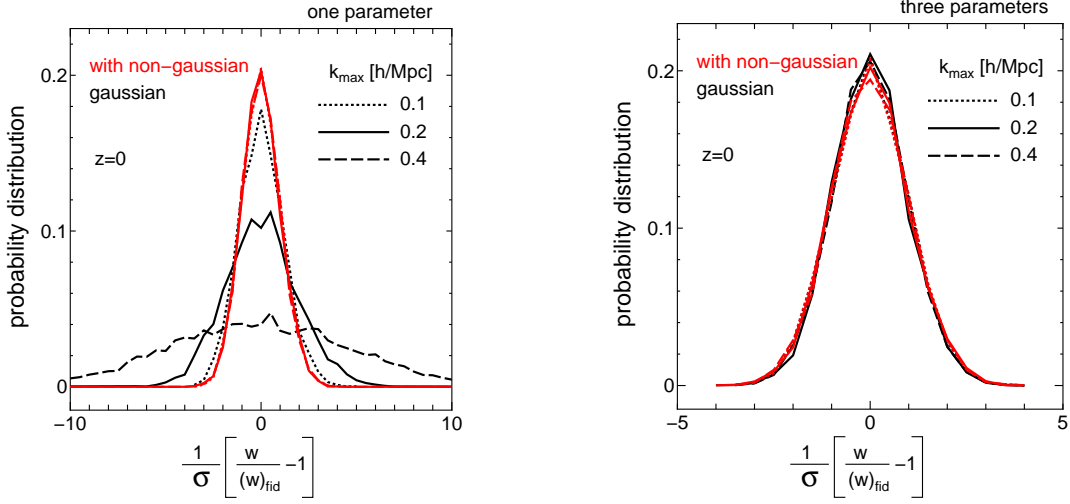 one parameter
with non-gaussian
gaussian
z=0
k_max [h/Mpc]
0.1
0.2
0.4
probability distribution
0.2
0.1
0
−10
0
10
1/σ [ w/(w)_fid −1 ]
three parameters
with non-gaussian
gaussian
z=0
k_max [h/Mpc]
0.1
0.2
0.4
probability distribution
0.2
0.1
0
−5
0
5
1/σ [ w/(w)_fid −1 ]